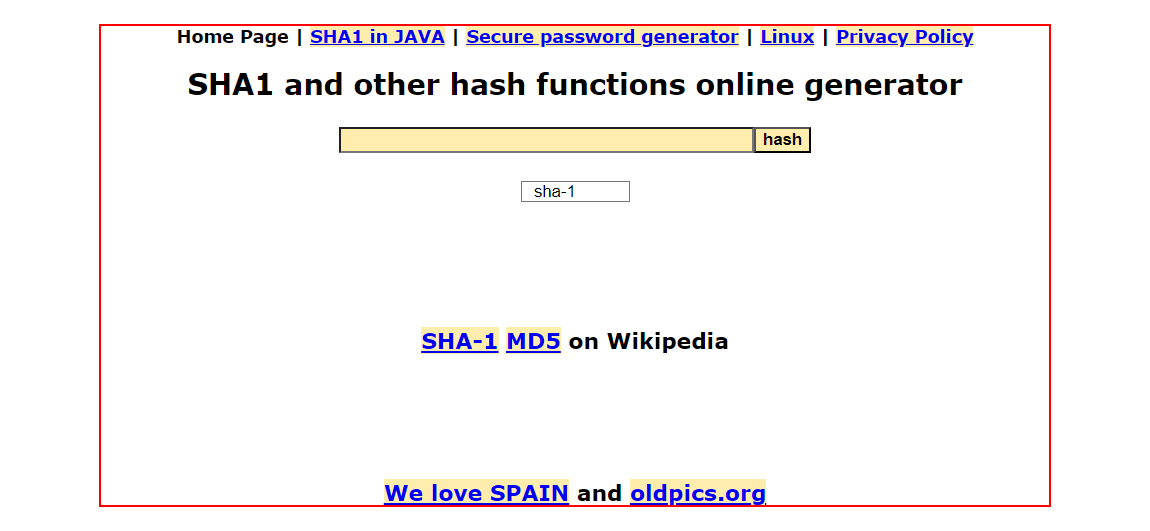 Home Page | SHA1 in JAVA | Secure password generator | Linux | Privacy Policy
SHA1 and other hash functions online generator
hash
sha-1
SHA-1 MD5 on Wikipedia
We love SPAIN and oldpics.org